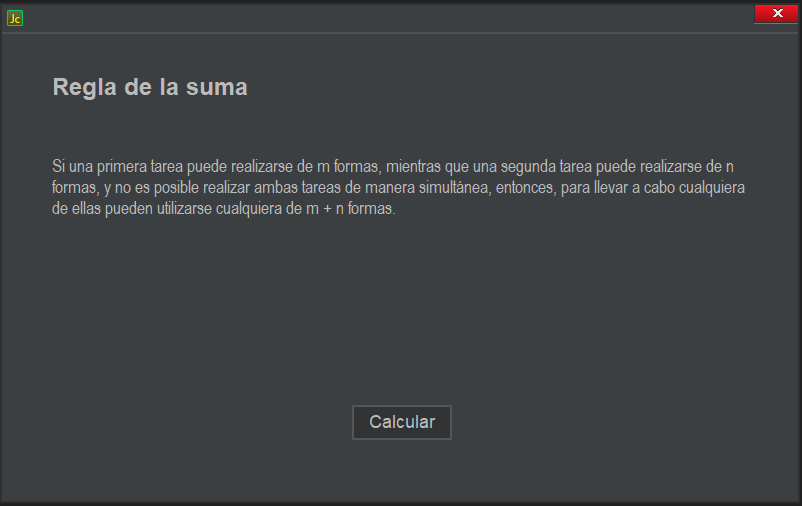 Jc
Regla de la suma
Si una primera tarea puede realizarse de m formas, mientras que una segunda tarea puede realizarse de n
formas, y no es posible realizar ambas tareas de manera simultánea, entonces, para llevar a cabo cualquiera
de ellas pueden utilizarse cualquiera de m + n formas.
Calcular